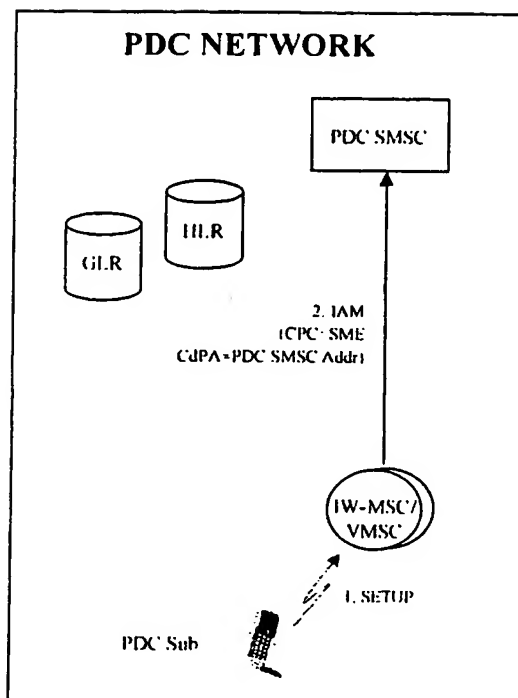 PDC NETWORK
PDC SMSC
HLR
GLR
2. IAM
(CPC: SME
CdPA=PDC SMSC Addr)
IW-MSC/
VMSC
1. SETUP
PDC Sub